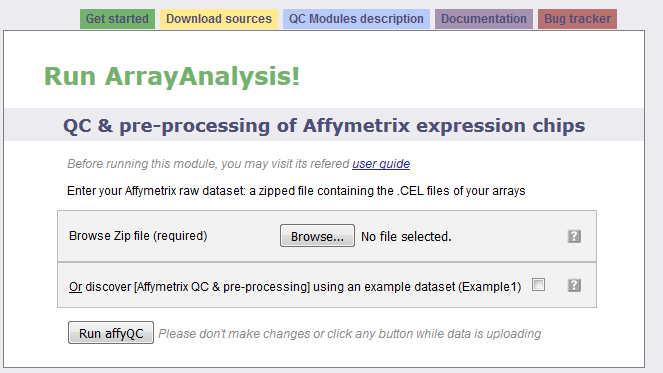 Get started Download sources QC Modules description Documentation Bug tracker
Run ArrayAnalysis!
QC & pre-processing of Affymetrix expression chips
Before running this module, you may visit its refered user guide
Enter your Affymetrix raw dataset: a zipped file containing the .CEL files of your arrays
Browse Zip file (required) Browse... No file selected. ?
Or discover [Affymetrix QC & pre-processing] using an example dataset (Example1) ?
Run affyQC Please don't make changes or click any button while data is uploading